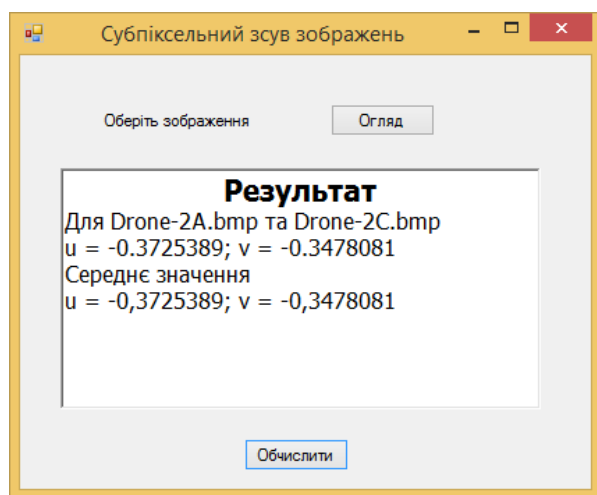 Субпіксельний зсув зображень
Оберіть зображення Огляд
Результат
Для Drone-2A.bmp та Drone-2C.bmp
u = -0.3725389; v = -0.3478081
Середнє значення
u = -0,3725389; v = -0,3478081
Обчислити